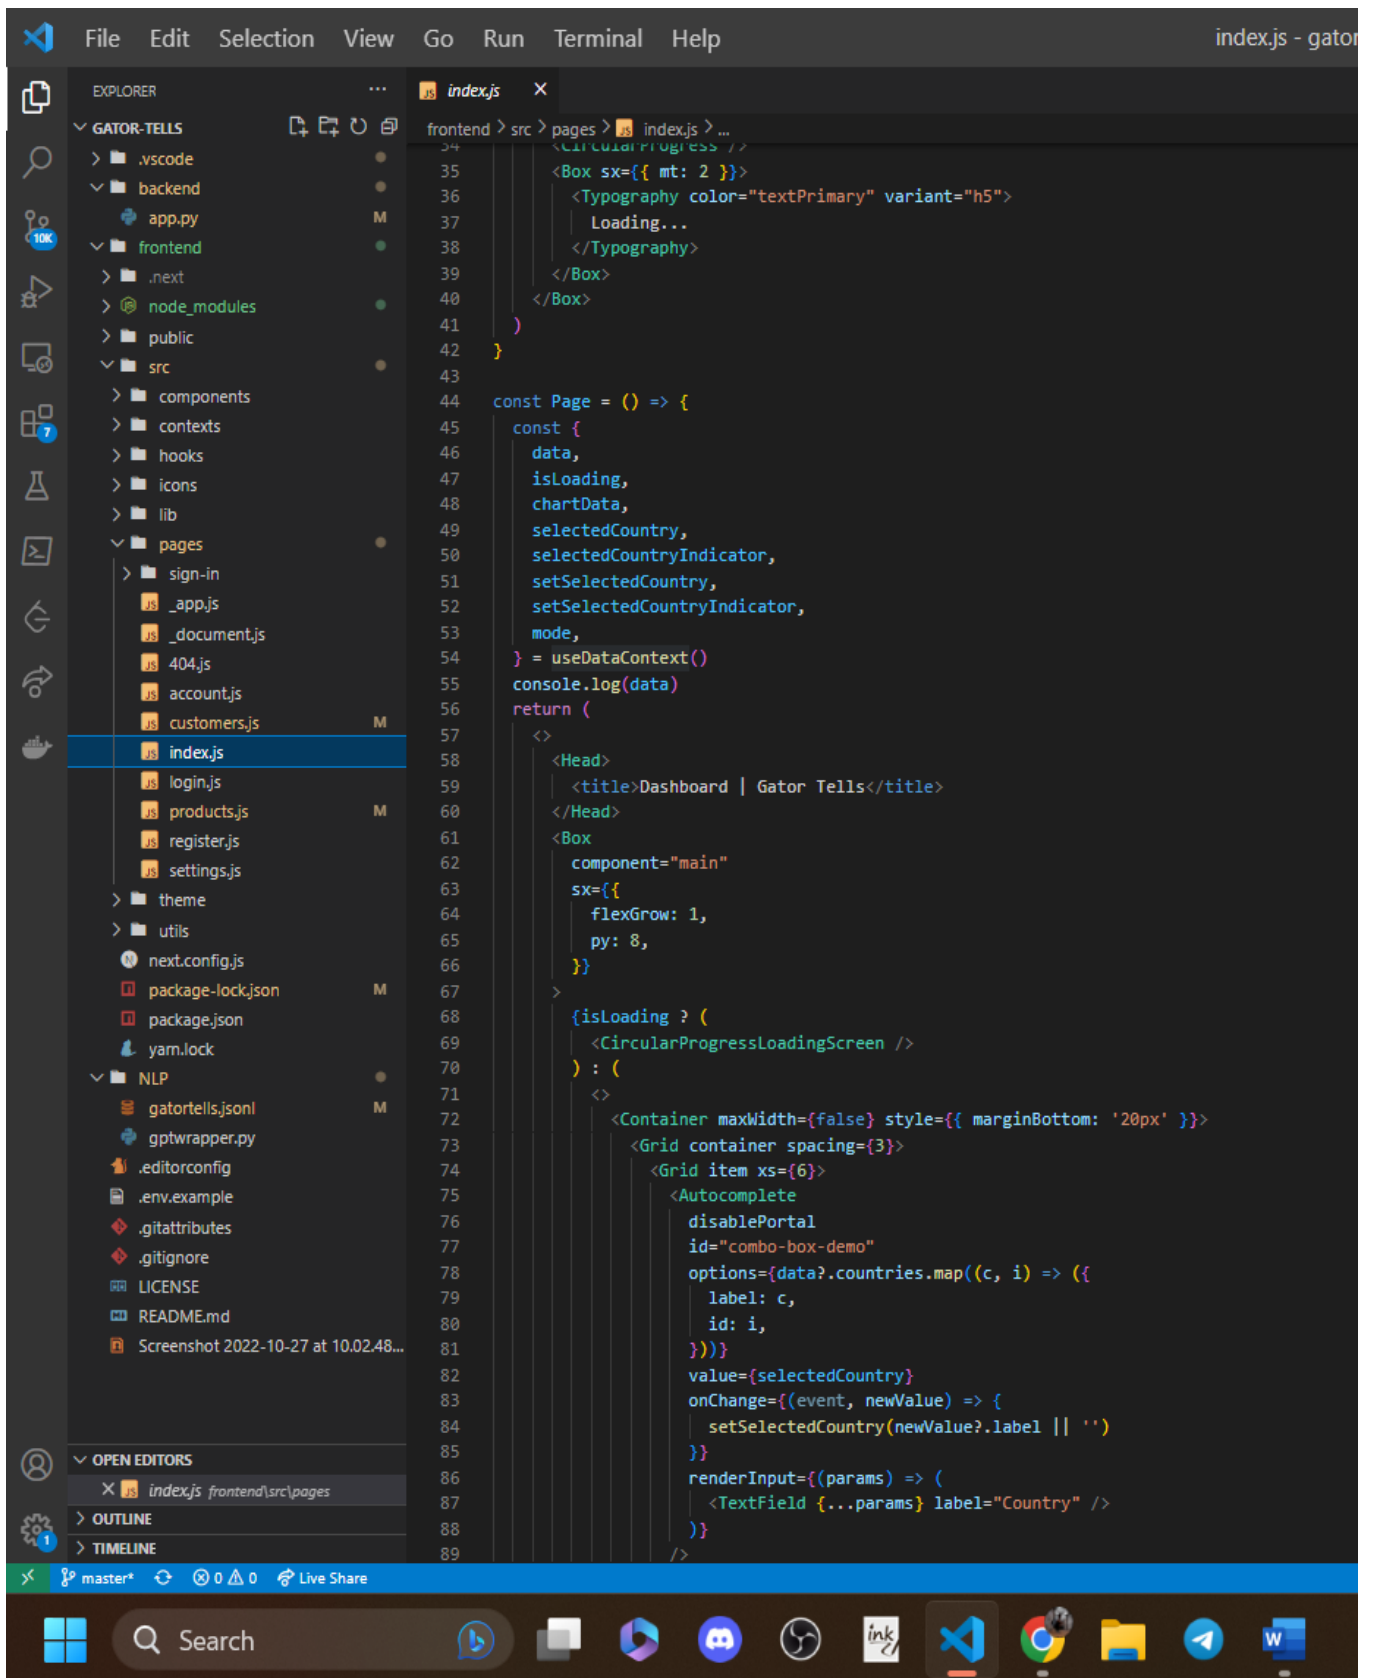 File Edit Selection View Go Run Terminal Help
index.js - gator
EXPLORER
GATOR-TELLS
.vscode
backend
app.py M
frontend
.next
node_modules
public
src
components
contexts
hooks
icons
lib
pages
sign-in
_app.js
_document.js
404.js
account.js
customers.js M
index.js
login.js
products.js M
register.js
settings.js
theme
utils
next.config.js
package-lock.json M
package.json
yarn.lock
NLP
gatortells.jsonl M
gptwrapper.py
.editorconfig
.env.example
.gitattributes
.gitignore
LICENSE
README.md
Screenshot 2022-10-27 at 10.02.48...
OPEN EDITORS
index.js frontend\src\pages
OUTLINE
TIMELINE
10K
7
1
index.js
frontend > src > pages > index.js > ...
34 <CircularProgress />
35 <Box sx={{ mt: 2 }}>
36 <Typography color="textPrimary" variant="h5">
37 Loading...
38 </Typography>
39 </Box>
40 </Box>
41 )
42 }
43
44 const Page = () => {
45 const {
46 data,
47 isLoading,
48 chartData,
49 selectedCountry,
50 selectedCountryIndicator,
51 setSelectedCountry,
52 setSelectedCountryIndicator,
53 mode,
54 } = useDataContext()
55 console.log(data)
56 return (
57 <>
58 <Head>
59 <title>Dashboard | Gator Tells</title>
60 </Head>
61 <Box
62 component="main"
63 sx={{
64 flexGrow: 1,
65 py: 8,
66 }}
67 >
68 {isLoading ? (
69 <CircularProgressLoadingScreen />
70 ) : (
71 <>
72 <Container maxWidth={false} style={{ marginBottom: '20px' }}>
73 <Grid container spacing={3}>
74 <Grid item xs={6}>
75 <Autocomplete
76 disablePortal
77 id="combo-box-demo"
78 options={data?.countries.map((c, i) => ({
79 label: c,
80 id: i,
81 }))}
82 value={selectedCountry}
83 onChange={(event, newValue) => {
84 setSelectedCountry(newValue?.label || '')
85 }}
86 renderInput={(params) => (
87 <TextField {...params} label="Country" />
88 )}
89 />
master* 0 0 Live Share
Search
ink
W